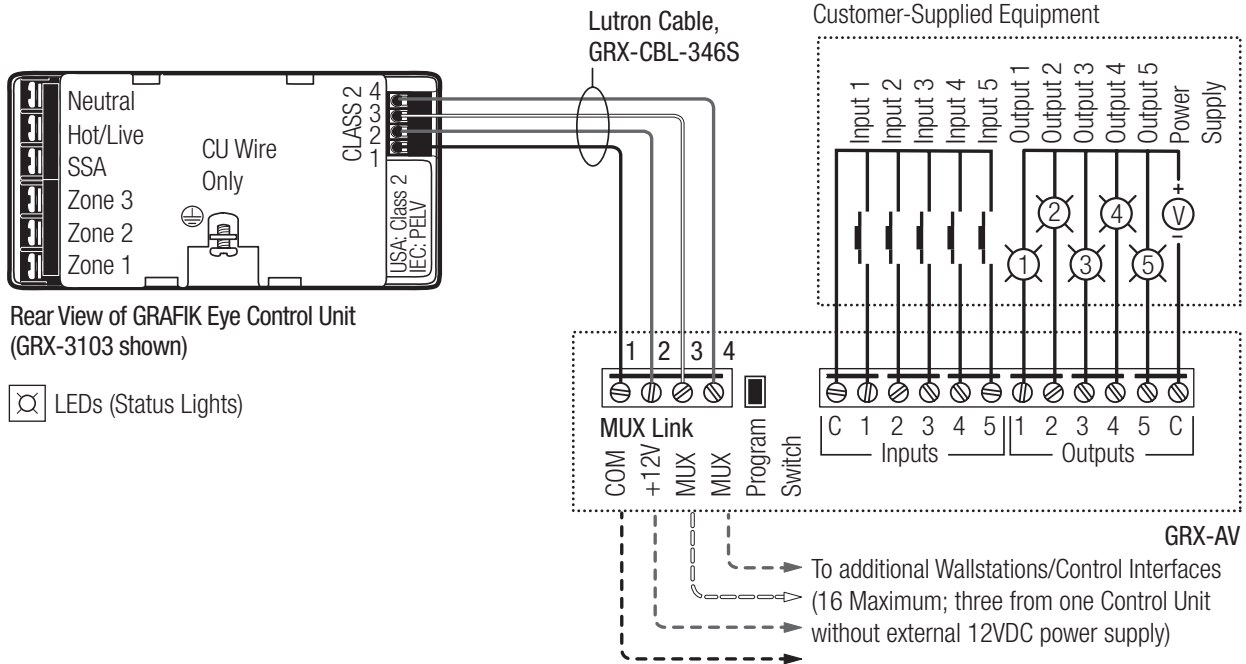 Lutron Cable,
GRX-CBL-346S
Customer-Supplied Equipment
Neutral
Hot/Live
SSA
Zone 3
Zone 2
Zone 1
CU Wire
Only
CLASS 2
4
3
2
1
USA: Class 2
IEC: PELV
Rear View of GRAFIK Eye Control Unit
(GRX-3103 shown)
LEDs (Status Lights)
Input 1
Input 2
Input 3
Input 4
Input 5
Output 1
Output 2
Output 3
Output 4
Output 5
Power
Supply
+
V
–
1
2
3
4
5
1 2 3 4
MUX Link
COM
+12V
MUX
MUX
Program
Switch
C 1 2 3 4 5 1 2 3 4 5 C
Inputs Outputs
GRX-AV
To additional Wallstations/Control Interfaces
(16 Maximum; three from one Control Unit
without external 12VDC power supply)